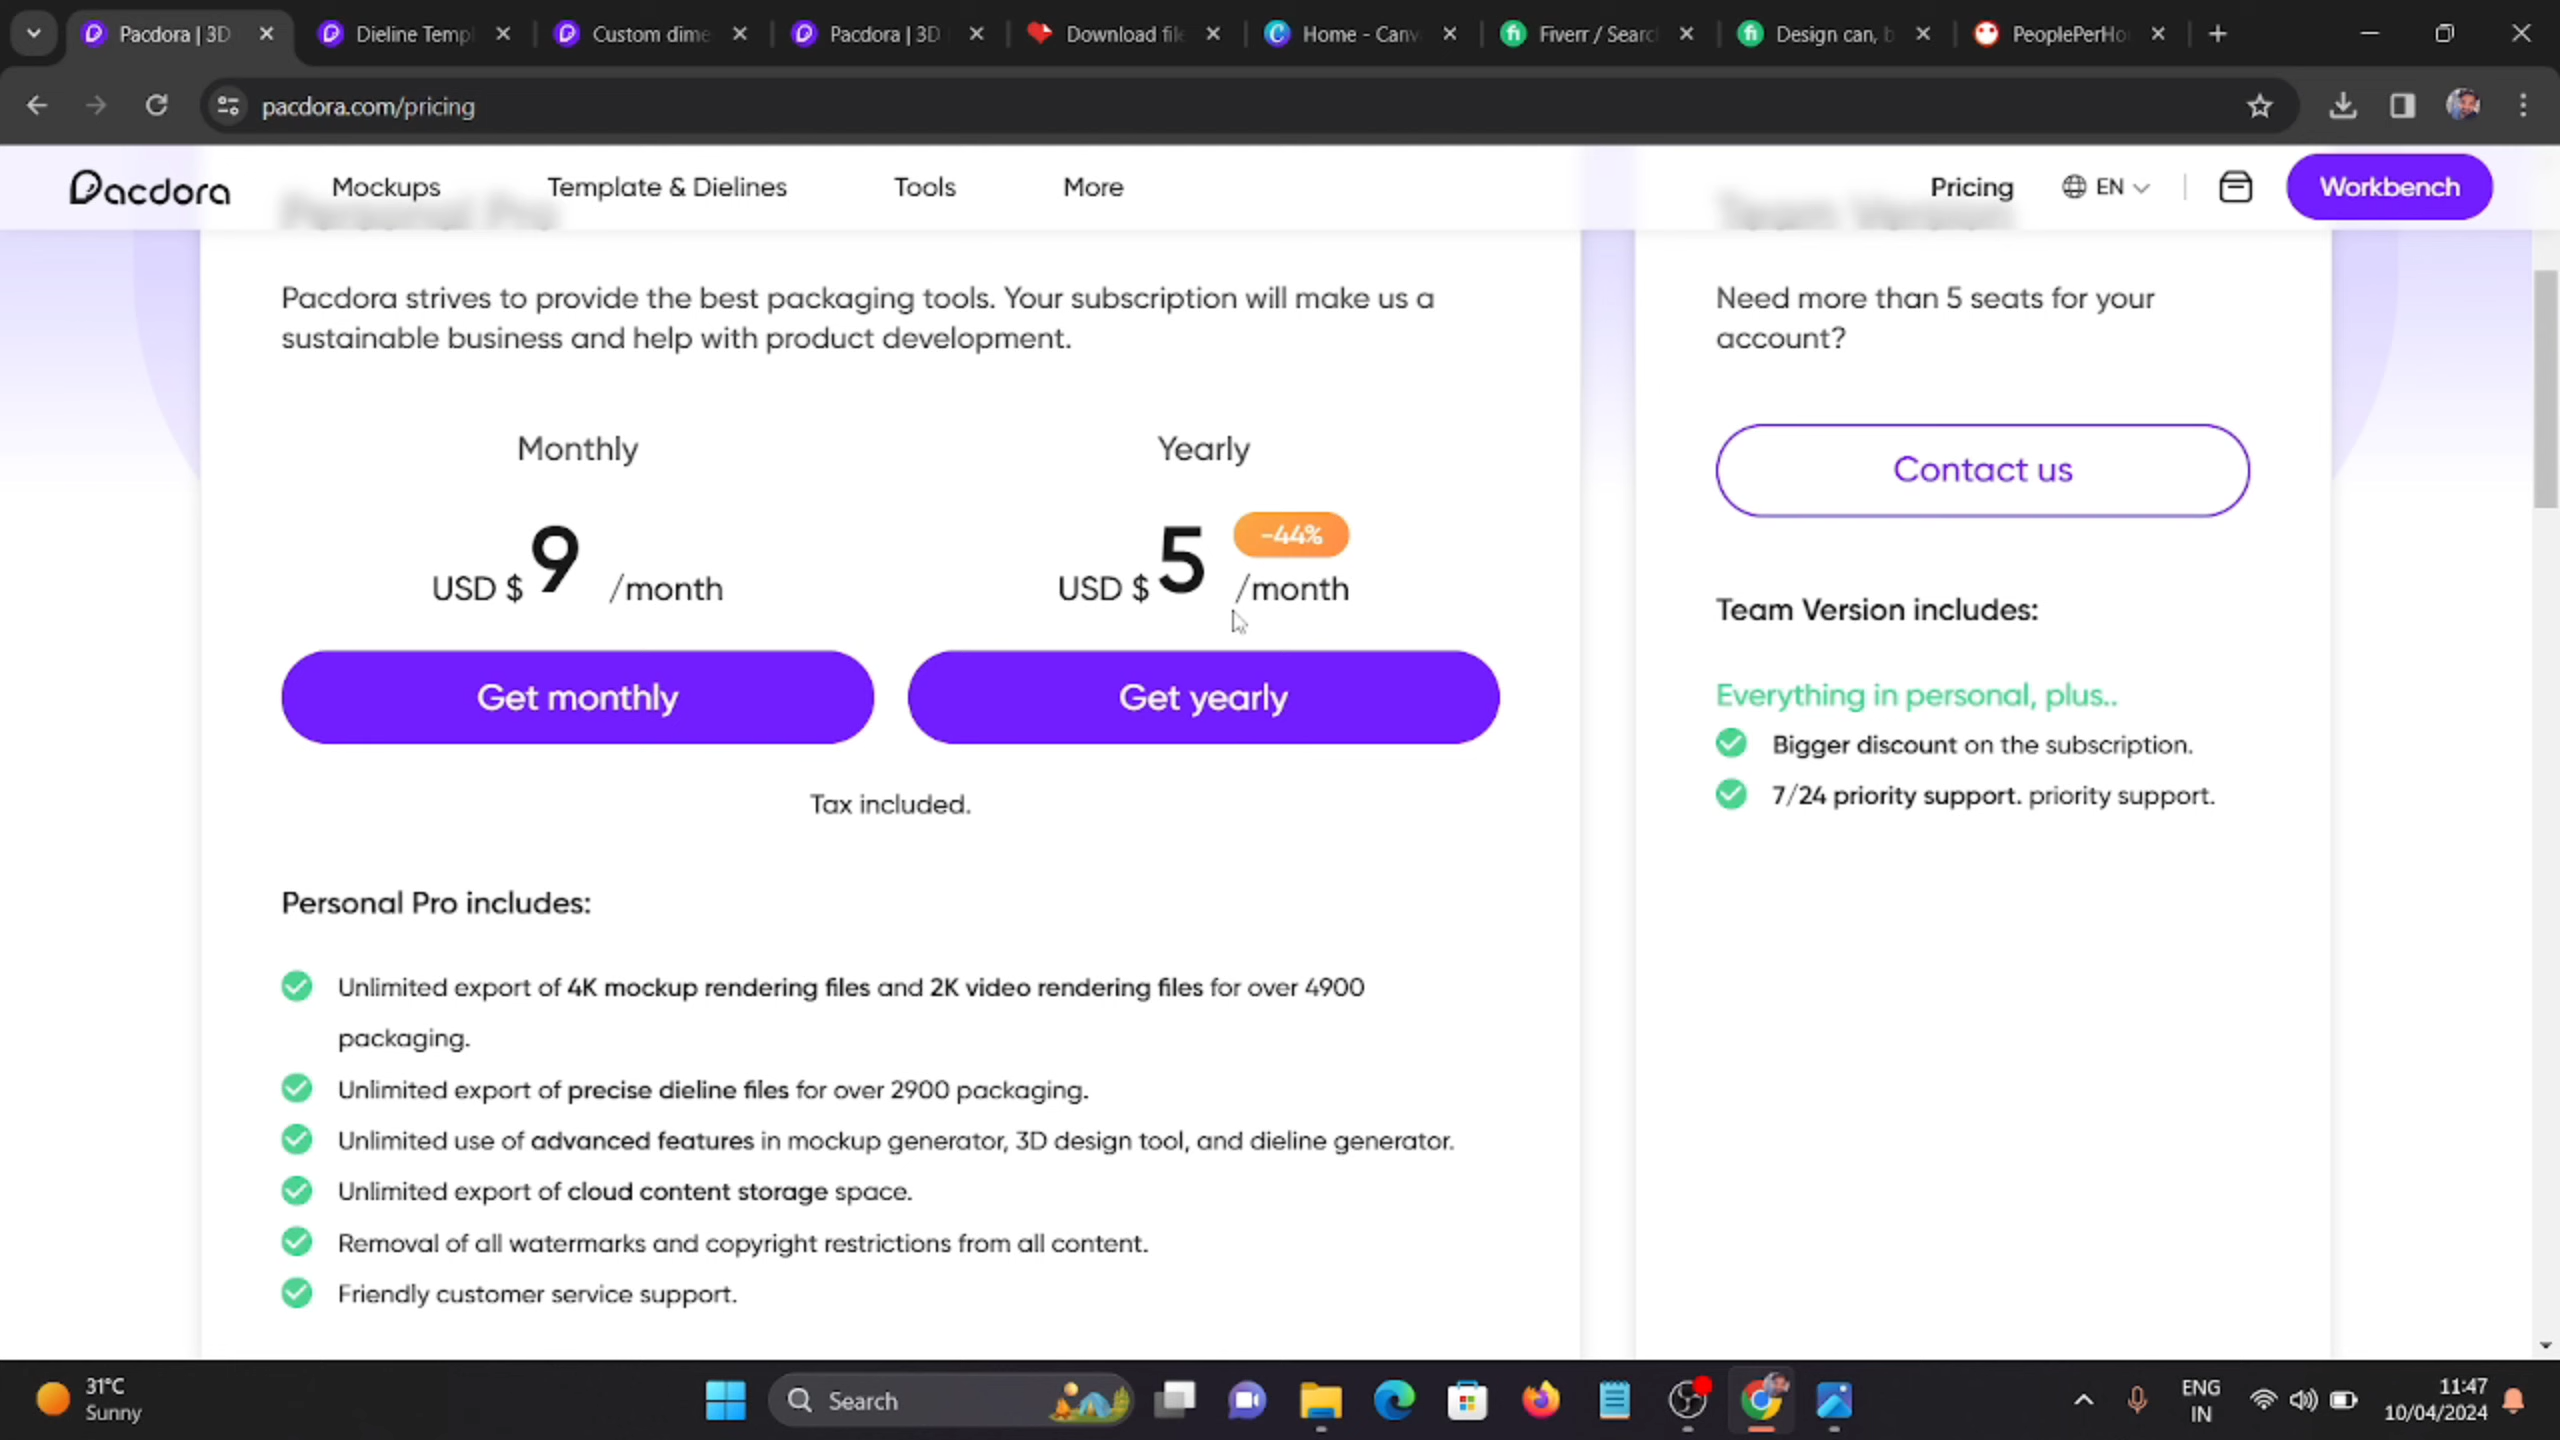 Pacdora | 3D
Dieline Temp
Custom dime
Pacdora | 3D
Download file
Home - Canv
Fiverr / Searc
Design can, b
PeoplePerHo
pacdora.com/pricing
Pacdora
Mockups
Template & Dielines
Tools
More
Pricing
EN
Workbench
Personal Pro
Team Version
Pacdora strives to provide the best packaging tools. Your subscription will make us a
sustainable business and help with product development.
Monthly
USD $ 9 /month
Get monthly
Yearly
-44%
USD $ 5 /month
Get yearly
Tax included.
Personal Pro includes:
Unlimited export of 4K mockup rendering files and 2K video rendering files for over 4900
packaging.
Unlimited export of precise dieline files for over 2900 packaging.
Unlimited use of advanced features in mockup generator, 3D design tool, and dieline generator.
Unlimited export of cloud content storage space.
Removal of all watermarks and copyright restrictions from all content.
Friendly customer service support.
Need more than 5 seats for your
account?
Contact us
Team Version includes:
Everything in personal, plus..
Bigger discount on the subscription.
7/24 priority support. priority support.
31°C
Sunny
Search
ENG
IN
11:47
10/04/2024